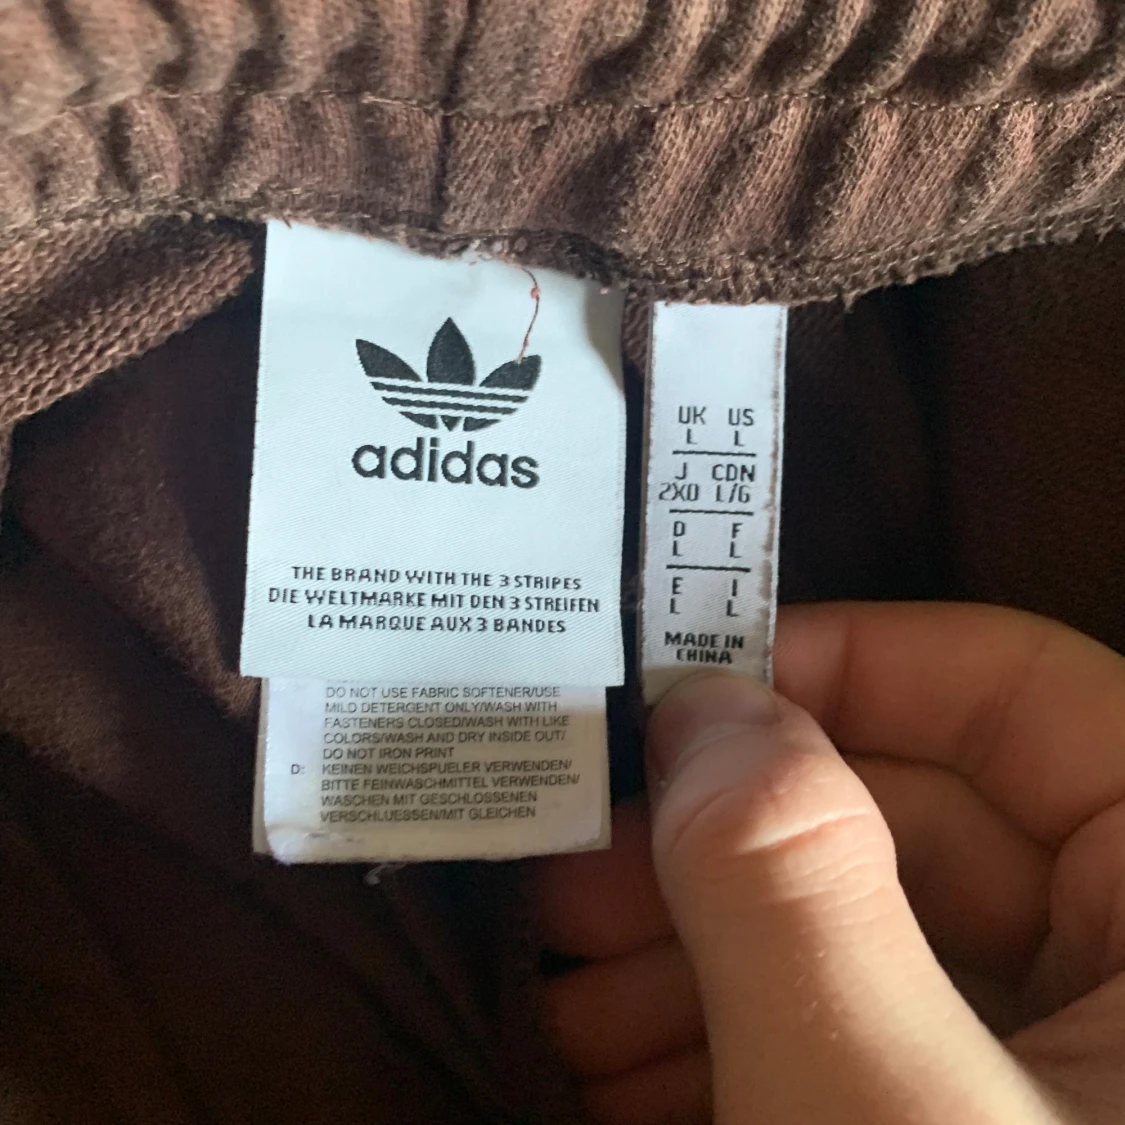 adidas
THE BRAND WITH THE 3 STRIPES
DIE WELTMARKE MIT DEN 3 STREIFEN
LA MARQUE AUX 3 BANDES
DO NOT USE FABRIC SOFTENER/USE
MILD DETERGENT ONLY/WASH WITH
FASTENERS CLOSED/WASH WITH LIKE
COLORS/WASH AND DRY INSIDE OUT/
DO NOT IRON PRINT
D: KEINEN WEICHSPUELER VERWENDEN/
BITTE FEINWASCHMITTEL VERWENDEN/
WASCHEN MIT GESCHLOSSENEN
VERSCHLUESSEN/MIT GLEICHEN
UK US
L L
J CDN
2XO L/G
D F
L L
E I
L L
MADE IN
CHINA